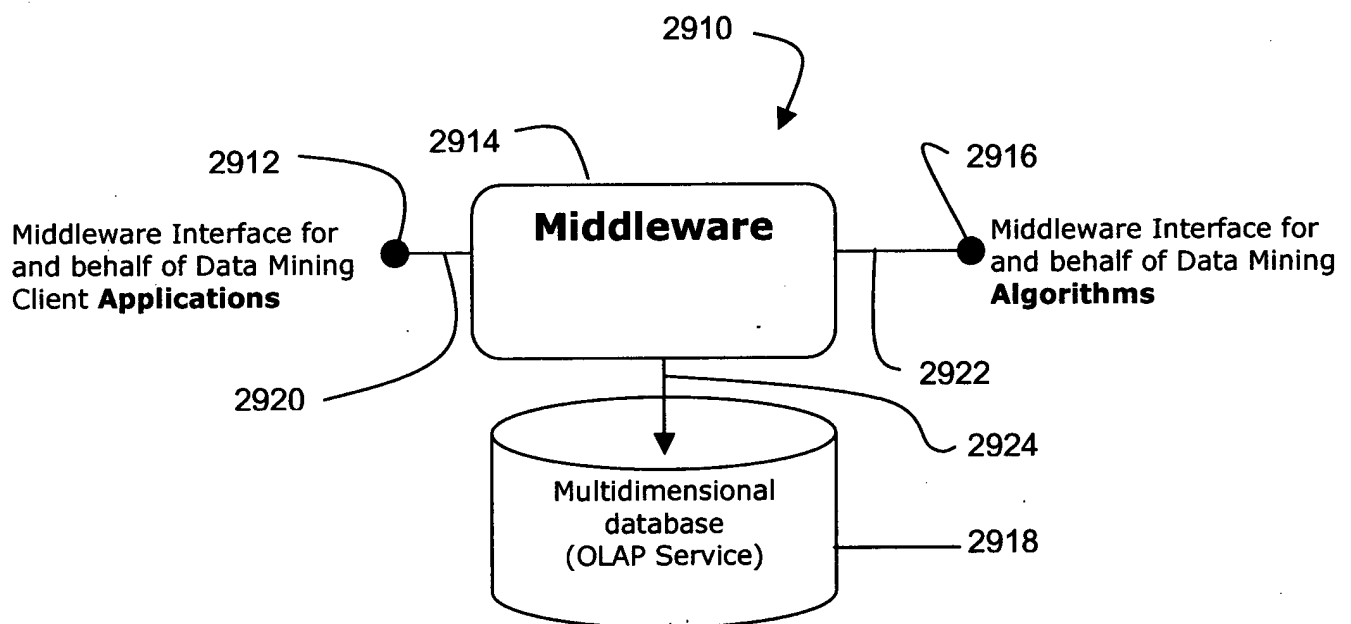 2910
2914
2912
2916
Middleware
Middleware Interface for
and behalf of Data Mining
Client Applications
Middleware Interface for
and behalf of Data Mining
Algorithms
2920
2922
2924
Multidimensional
database
(OLAP Service)
2918